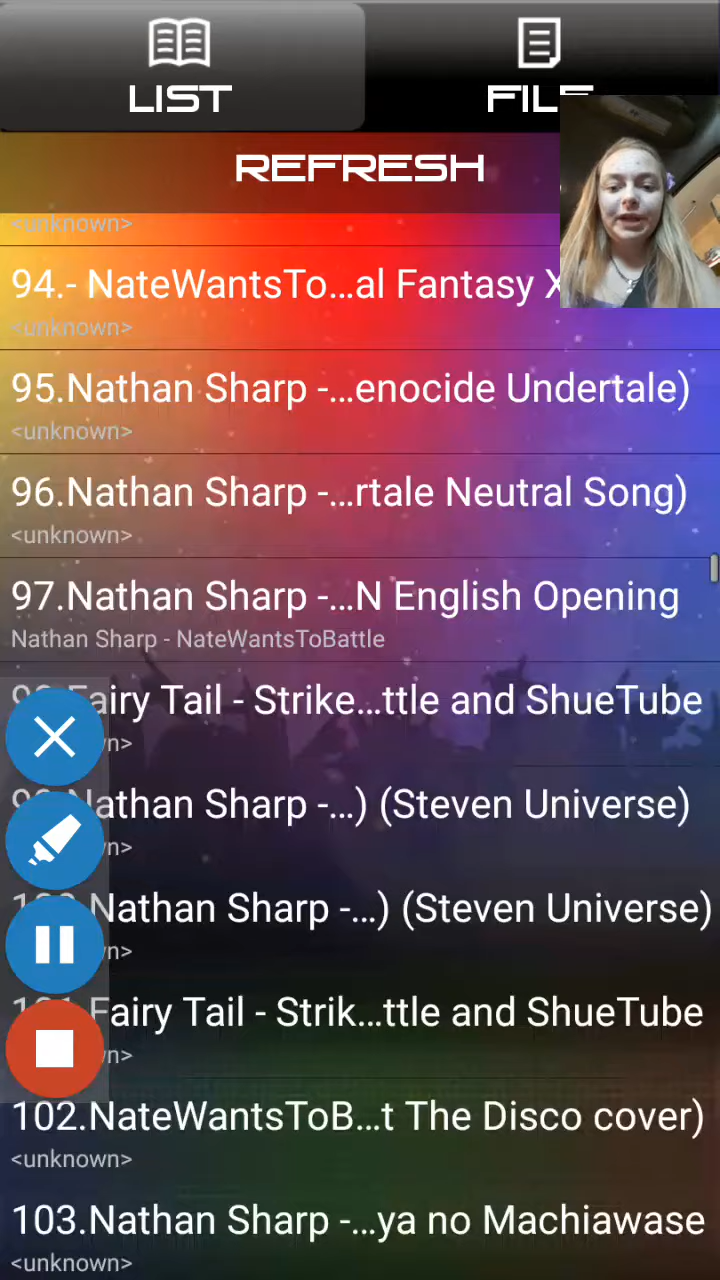 LIST
FILE
REFRESH
<unknown>
94.- NateWantsTo...al Fantasy X
<unknown>
95.Nathan Sharp -...enocide Undertale)
<unknown>
96.Nathan Sharp -...rtale Neutral Song)
<unknown>
97.Nathan Sharp -...N English Opening
Nathan Sharp - NateWantsToBattle
Fairy Tail - Strike...ttle and ShueTube
Nathan Sharp -...) (Steven Universe)
Nathan Sharp -...) (Steven Universe)
Fairy Tail - Strik...ttle and ShueTube
102.NateWantsToB...t The Disco cover)
<unknown>
103.Nathan Sharp -...ya no Machiawase
<unknown>